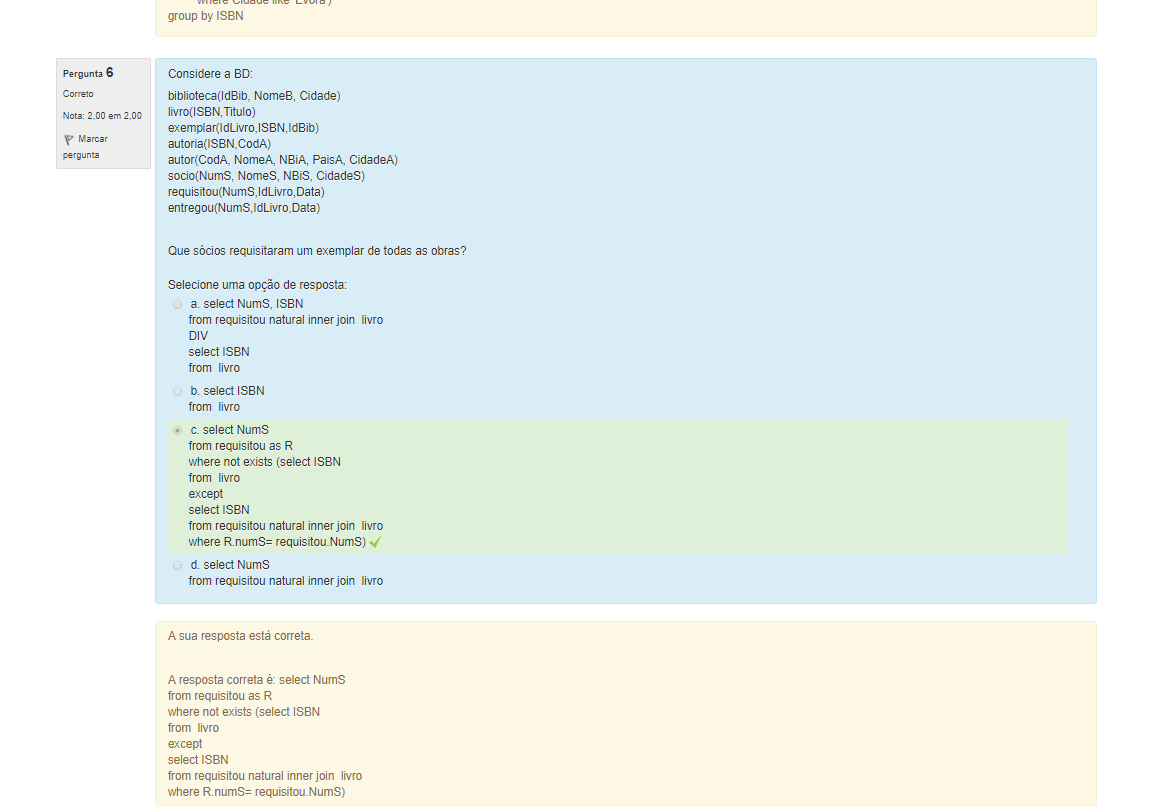 where Cidade like 'Évora')
group by ISBN
Pergunta 6
Correto
Nota: 2,00 em 2,00
Marcar
pergunta
Considere a BD:
biblioteca(IdBib, NomeB, Cidade)
livro(ISBN,Titulo)
exemplar(IdLivro,ISBN,IdBib)
autoria(ISBN,CodA)
autor(CodA, NomeA, NBiA, PaisA, CidadeA)
socio(NumS, NomeS, NBiS, CidadeS)
requisitou(NumS,IdLivro,Data)
entregou(NumS,IdLivro,Data)
Que sócios requisitaram um exemplar de todas as obras?
Selecione uma opção de resposta:
a. select NumS, ISBN
from requisitou natural inner join livro
DIV
select ISBN
from livro
b. select ISBN
from livro
c. select NumS
from requisitou as R
where not exists (select ISBN
from livro
except
select ISBN
from requisitou natural inner join livro
where R.numS= requisitou.NumS)
d. select NumS
from requisitou natural inner join livro
A sua resposta está correta.
A resposta correta é: select NumS
from requisitou as R
where not exists (select ISBN
from livro
except
select ISBN
from requisitou natural inner join livro
where R.numS= requisitou.NumS)